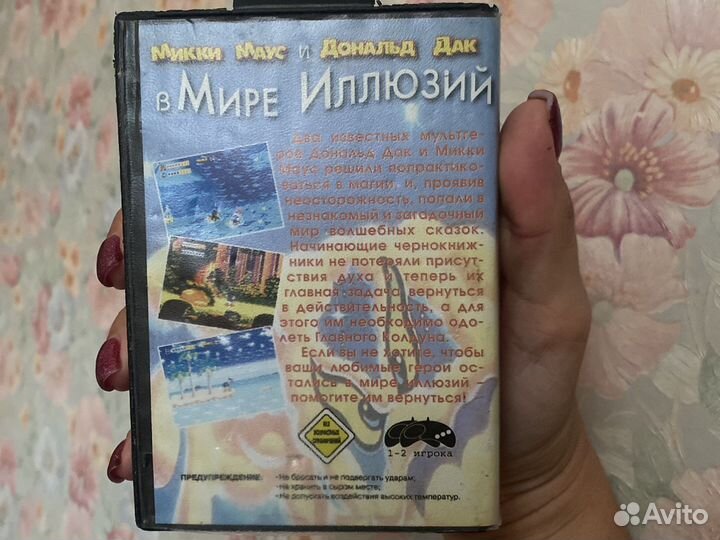 Микки Маус и Дональд Дак
в Мире Иллюзий
Два известных мультге-
роя Дональд Дак и Микки
Маус решили попрактико-
ваться в магии, и, проявив
неосторожность, попали в
незнакомый и загадочный
мир волшебных сказок.
Начинающие чернокниж-
ники не потеряли присут-
ствия духа и теперь их
главная задача вернуться
в действительность, а для
этого им необходимо одо-
леть Главного Колдуна.
Если вы не хотите, чтобы
ваши любимые герои ос-
тались в мире иллюзий –
помогите им вернуться!
БЕЗ
ВОЗРАСТНЫХ
ОГРАНИЧЕНИЙ
1-2 игрока
ПРЕДУПРЕЖДЕНИЕ: -Не бросать и не подвергать ударам;
-Не хранить в сыром месте;
-Не допускать воздействия высоких температур.
Avito